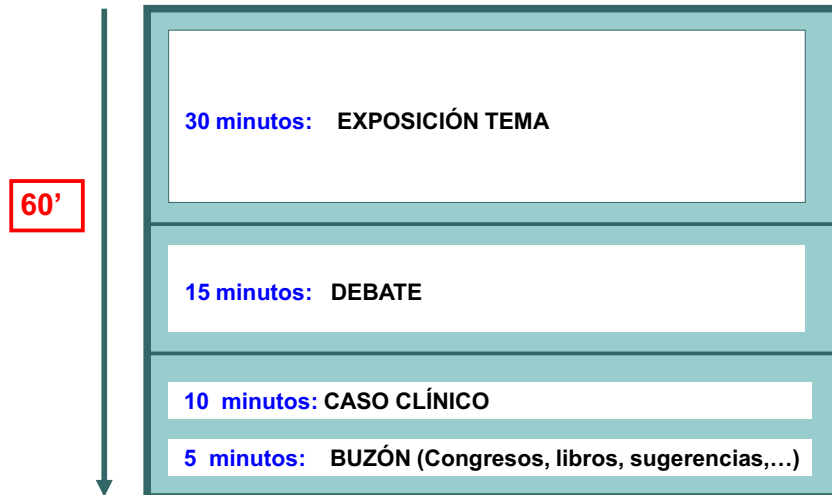 30 minutos: EXPOSICIÓN TEMA
60’
15 minutos: DEBATE
10 minutos: CASO CLÍNICO
5 minutos: BUZÓN (Congresos, libros, sugerencias,…)